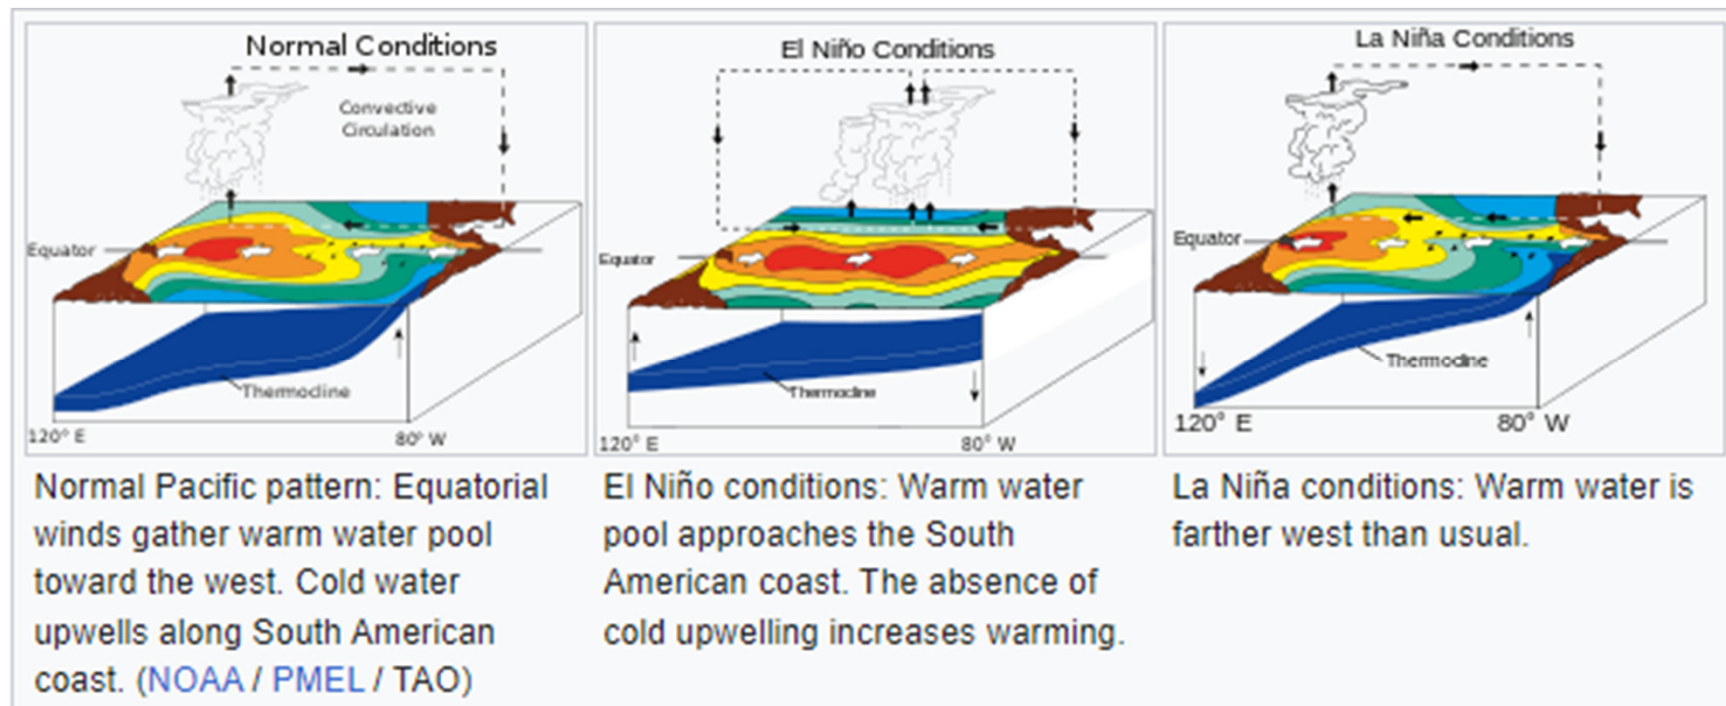 Normal Conditions
Convective
Circulation
Equator
Thermocline
120° E
80° W
Normal Pacific pattern: Equatorial
winds gather warm water pool
toward the west. Cold water
upwells along South American
coast. (NOAA / PMEL / TAO)
El Niño Conditions
Equator
Thermocline
120° E
80° W
El Niño conditions: Warm water
pool approaches the South
American coast. The absence of
cold upwelling increases warming.
La Niña Conditions
Equator
Thermocline
120° E
80° W
La Niña conditions: Warm water is
farther west than usual.